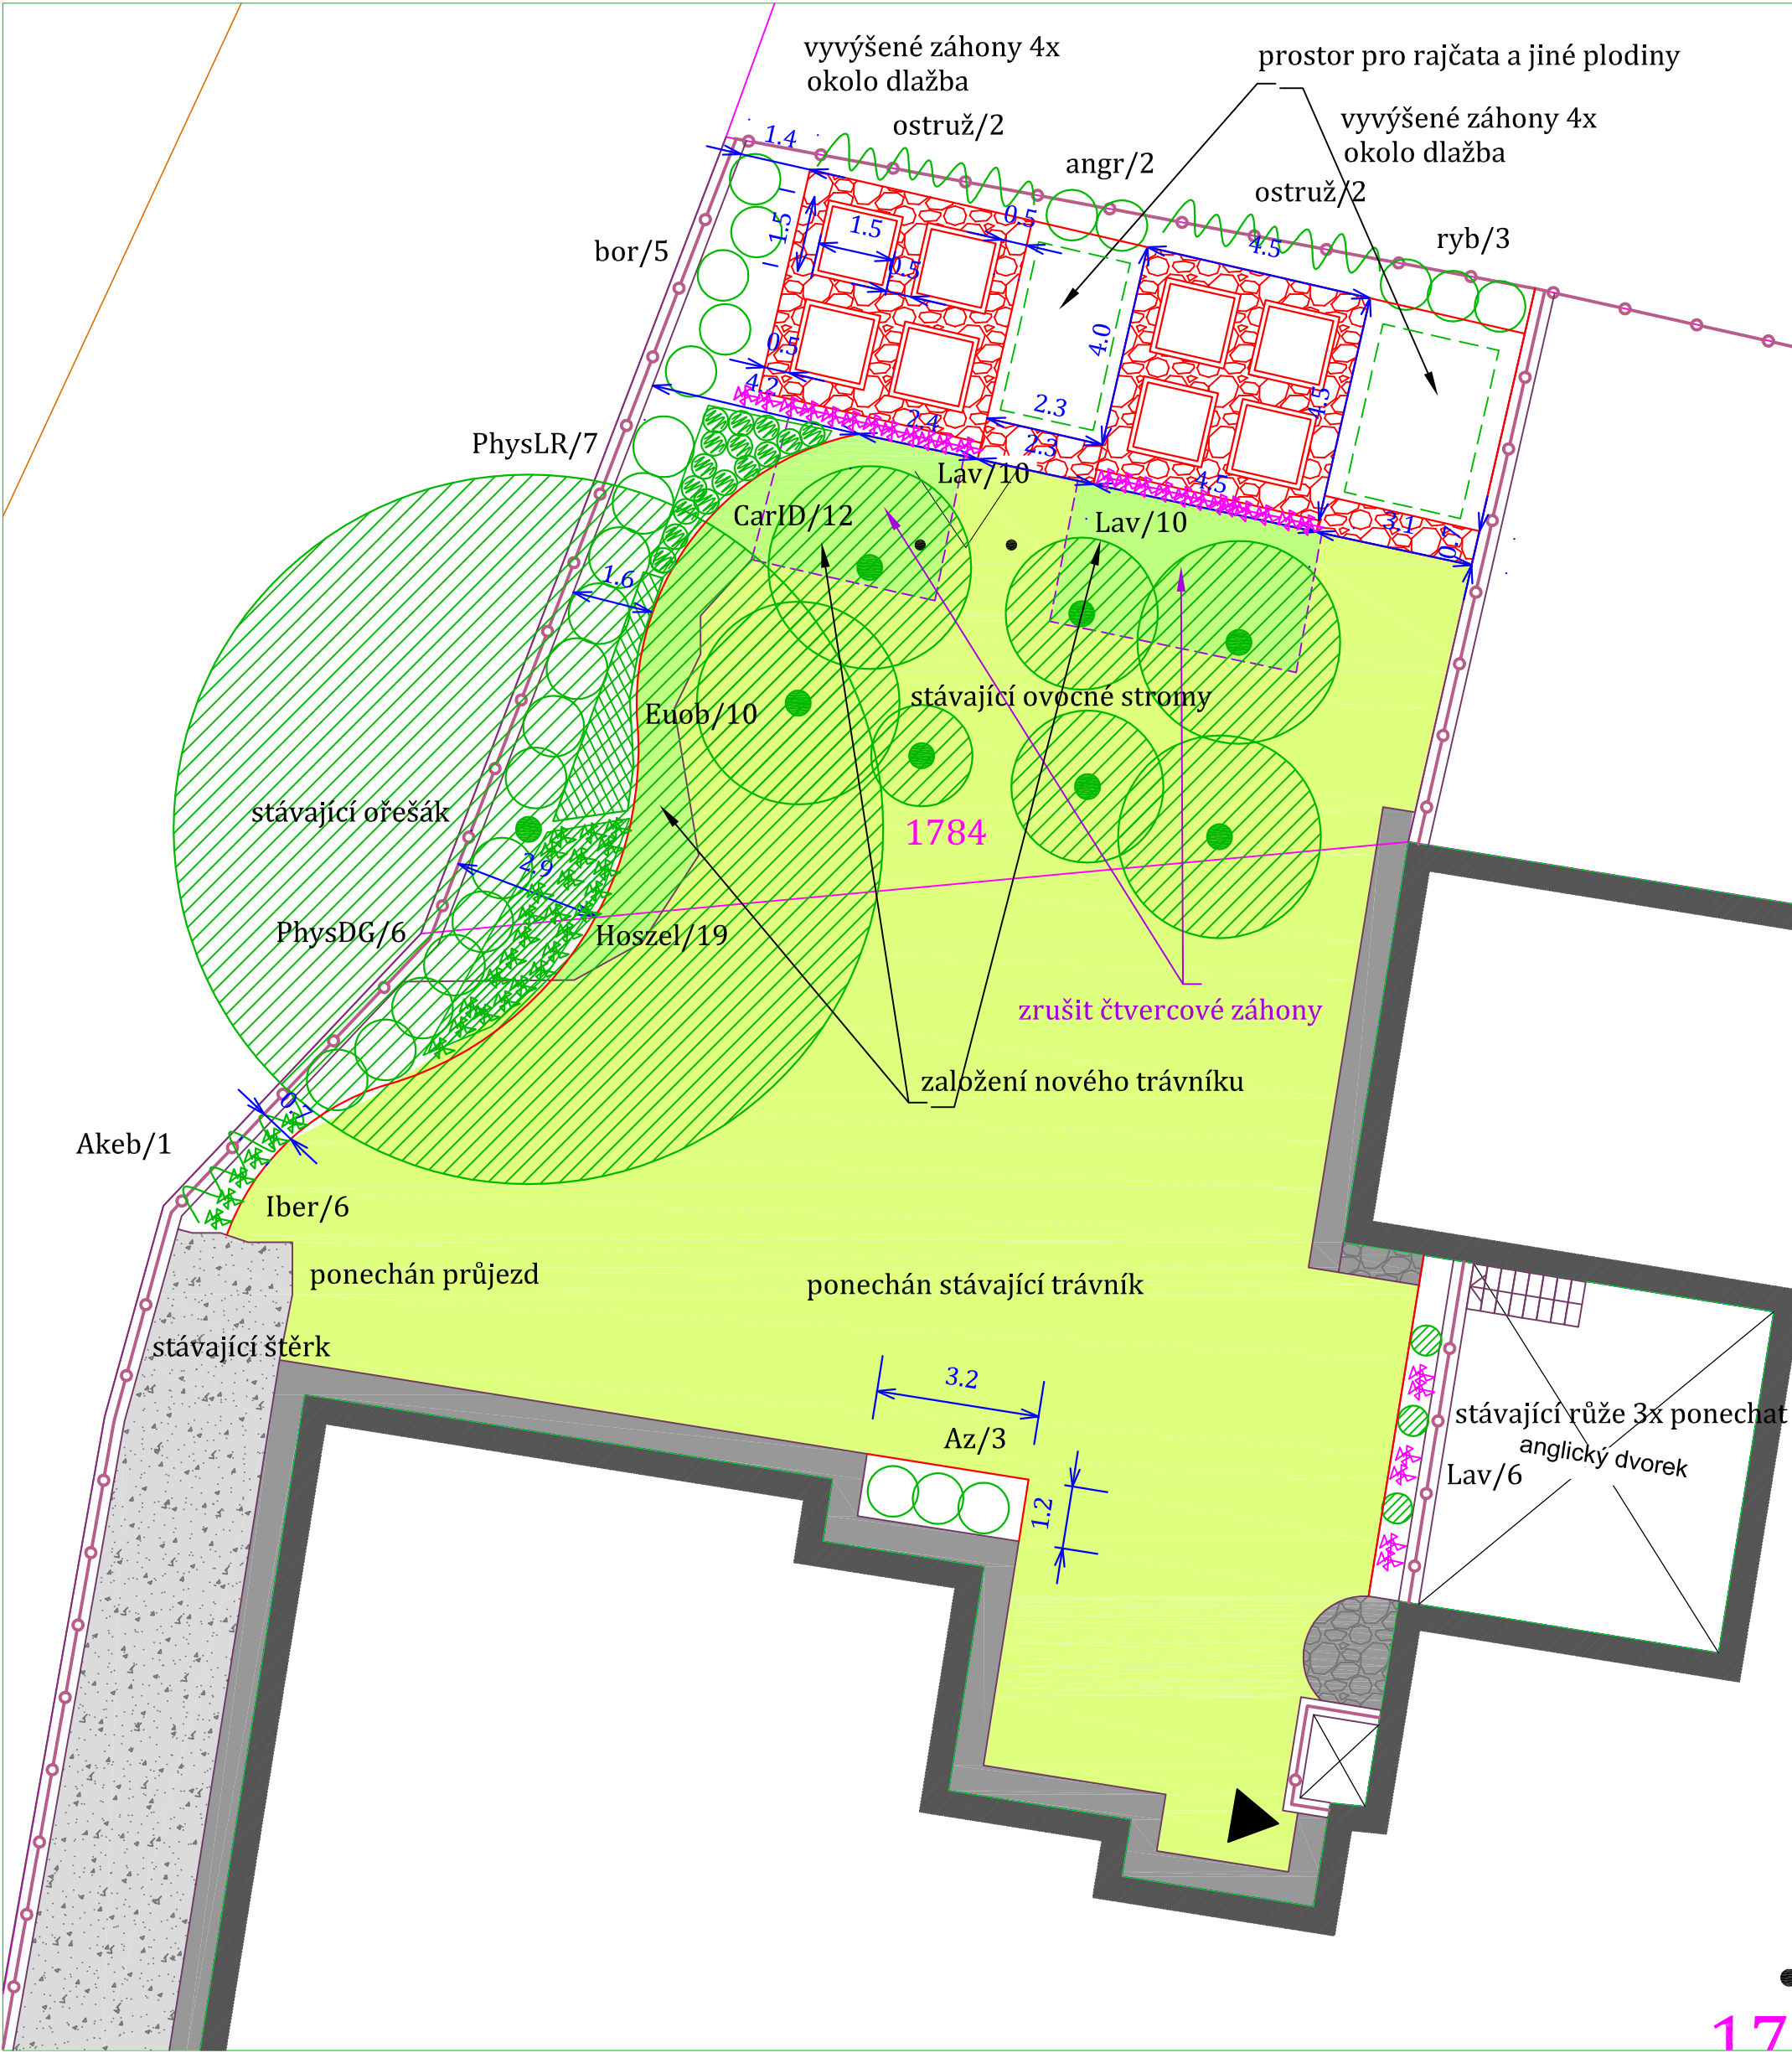 vyvýšené záhony 4x
okolo dlažba
prostor pro rajčata a jiné plodiny
vyvýšené záhony 4x
okolo dlažba
ostruž/2
angr/2
ostruž/2
ryb/3
bor/5
1.4
1.5
1.5
0.5
0.5
4.5
4.0
0.5
4.2
2.4
2.3
2.3
4.5
4.5
3.1
0.7
PhysLR/7
Lav/10
CarID/12
Lav/10
1.6
stávající ovocné stromy
Euob/10
stávající ořešák
1784
2.9
PhysDG/6
Hoszel/19
zrušit čtvercové záhony
založení nového trávníku
0.7
Akeb/1
Iber/6
ponechán průjezd
ponechán stávající trávník
stávající štěrk
3.2
Az/3
1.2
stávající růže 3x ponechat
anglický dvorek
Lav/6
17